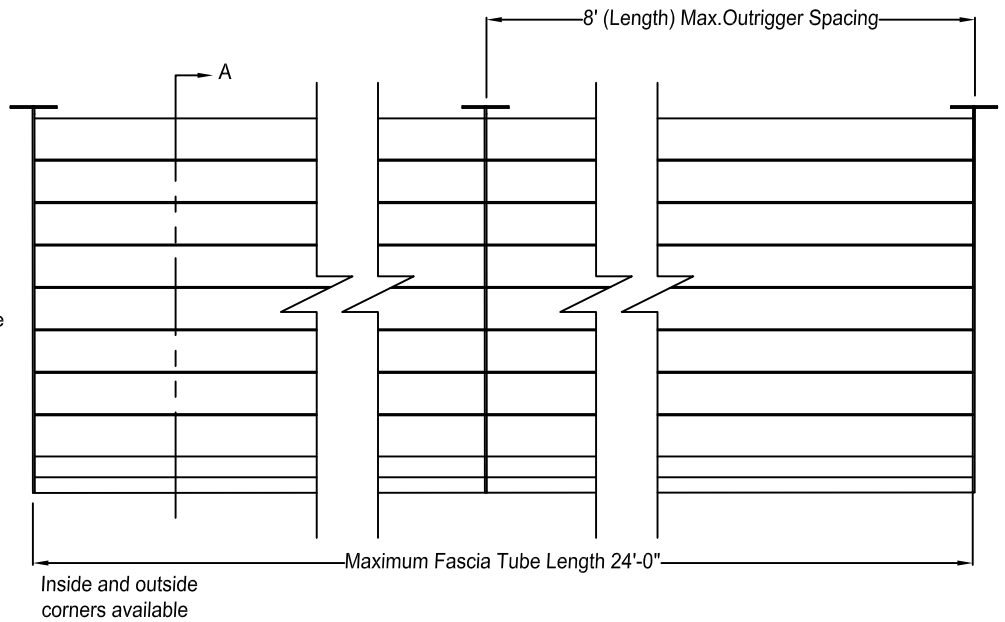 8' (Length) Max.Outrigger Spacing
A
e
Maximum Fascia Tube Length 24'-0"
Inside and outside
corners available